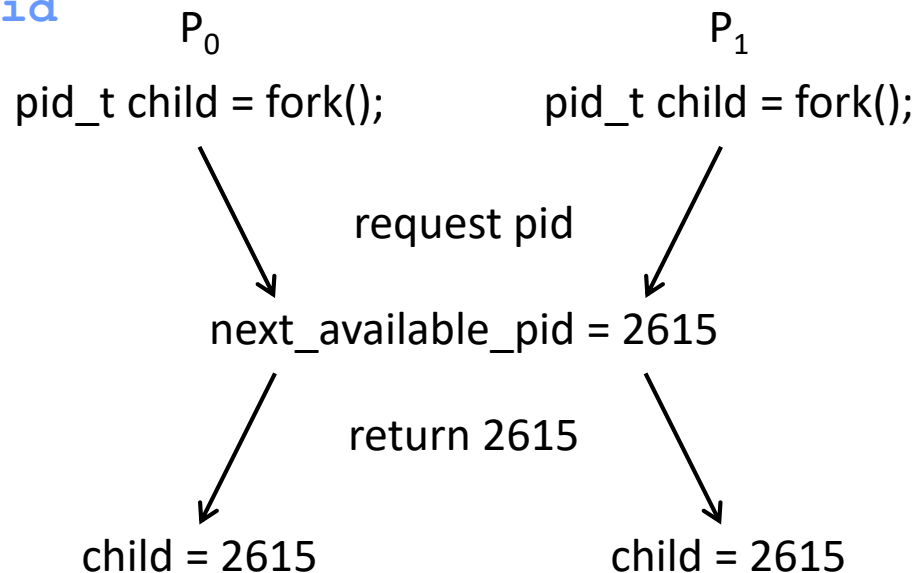 P₀ P₁
pid_t child = fork(); pid_t child = fork();
request pid
next_available_pid = 2615
return 2615
child = 2615 child = 2615